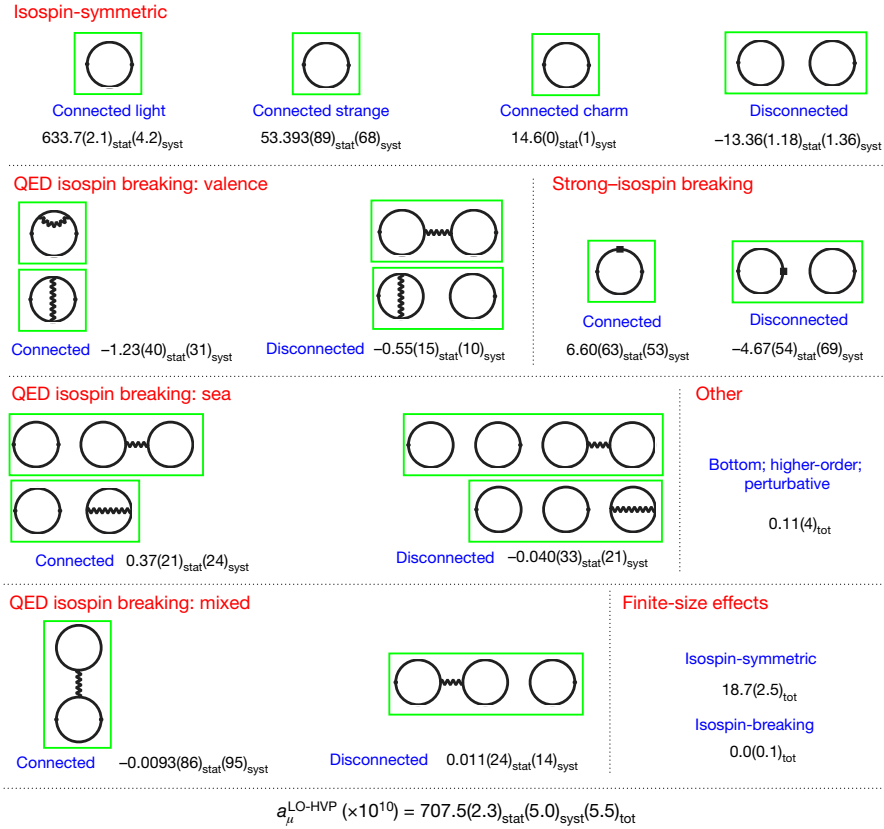 Isospin-symmetric
Connected light
633.7(2.1)stat(4.2)syst
Connected strange
53.393(89)stat(68)syst
Connected charm
14.6(0)stat(1)syst
Disconnected
–13.36(1.18)stat(1.36)syst
QED isospin breaking: valence
Connected –1.23(40)stat(31)syst
Disconnected –0.55(15)stat(10)syst
Strong–isospin breaking
Connected
6.60(63)stat(53)syst
Disconnected
–4.67(54)stat(69)syst
QED isospin breaking: sea
Connected 0.37(21)stat(24)syst
Disconnected –0.040(33)stat(21)syst
Other
Bottom; higher-order;
perturbative
0.11(4)tot
QED isospin breaking: mixed
Connected –0.0093(86)stat(95)syst
Disconnected 0.011(24)stat(14)syst
Finite-size effects
Isospin-symmetric
18.7(2.5)tot
Isospin-breaking
0.0(0.1)tot
aμLO-HVP (×10^10) = 707.5(2.3)stat(5.0)syst(5.5)tot